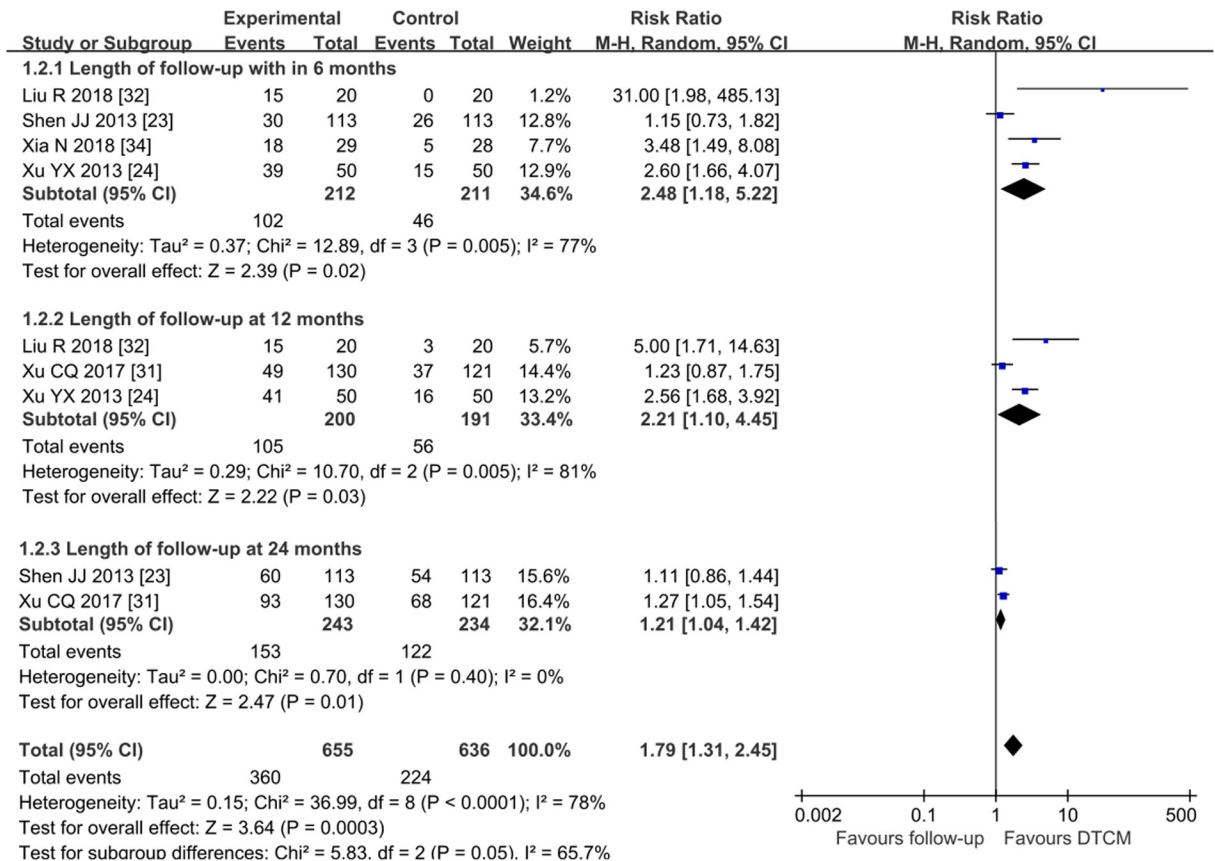 Experimental Control Risk Ratio Risk Ratio
Study or Subgroup Events Total Events Total Weight M-H, Random, 95% CI M-H, Random, 95% CI
1.2.1 Length of follow-up with in 6 months
Liu R 2018 [32] 15 20 0 20 1.2% 31.00 [1.98, 485.13]
Shen JJ 2013 [23] 30 113 26 113 12.8% 1.15 [0.73, 1.82]
Xia N 2018 [34] 18 29 5 28 7.7% 3.48 [1.49, 8.08]
Xu YX 2013 [24] 39 50 15 50 12.9% 2.60 [1.66, 4.07]
Subtotal (95% CI) 212 211 34.6% 2.48 [1.18, 5.22]
Total events 102 46
Heterogeneity: Tau² = 0.37; Chi² = 12.89, df = 3 (P = 0.005); I² = 77%
Test for overall effect: Z = 2.39 (P = 0.02)
1.2.2 Length of follow-up at 12 months
Liu R 2018 [32] 15 20 3 20 5.7% 5.00 [1.71, 14.63]
Xu CQ 2017 [31] 49 130 37 121 14.4% 1.23 [0.87, 1.75]
Xu YX 2013 [24] 41 50 16 50 13.2% 2.56 [1.68, 3.92]
Subtotal (95% CI) 200 191 33.4% 2.21 [1.10, 4.45]
Total events 105 56
Heterogeneity: Tau² = 0.29; Chi² = 10.70, df = 2 (P = 0.005); I² = 81%
Test for overall effect: Z = 2.22 (P = 0.03)
1.2.3 Length of follow-up at 24 months
Shen JJ 2013 [23] 60 113 54 113 15.6% 1.11 [0.86, 1.44]
Xu CQ 2017 [31] 93 130 68 121 16.4% 1.27 [1.05, 1.54]
Subtotal (95% CI) 243 234 32.1% 1.21 [1.04, 1.42]
Total events 153 122
Heterogeneity: Tau² = 0.00; Chi² = 0.70, df = 1 (P = 0.40); I² = 0%
Test for overall effect: Z = 2.47 (P = 0.01)
Total (95% CI) 655 636 100.0% 1.79 [1.31, 2.45]
Total events 360 224
Heterogeneity: Tau² = 0.15; Chi² = 36.99, df = 8 (P < 0.0001); I² = 78%
Test for overall effect: Z = 3.64 (P = 0.0003)
Test for subgroup differences: Chi² = 5.83, df = 2 (P = 0.05), I² = 65.7%
0.002 0.1 1 10 500
Favours follow-up Favours DTCM